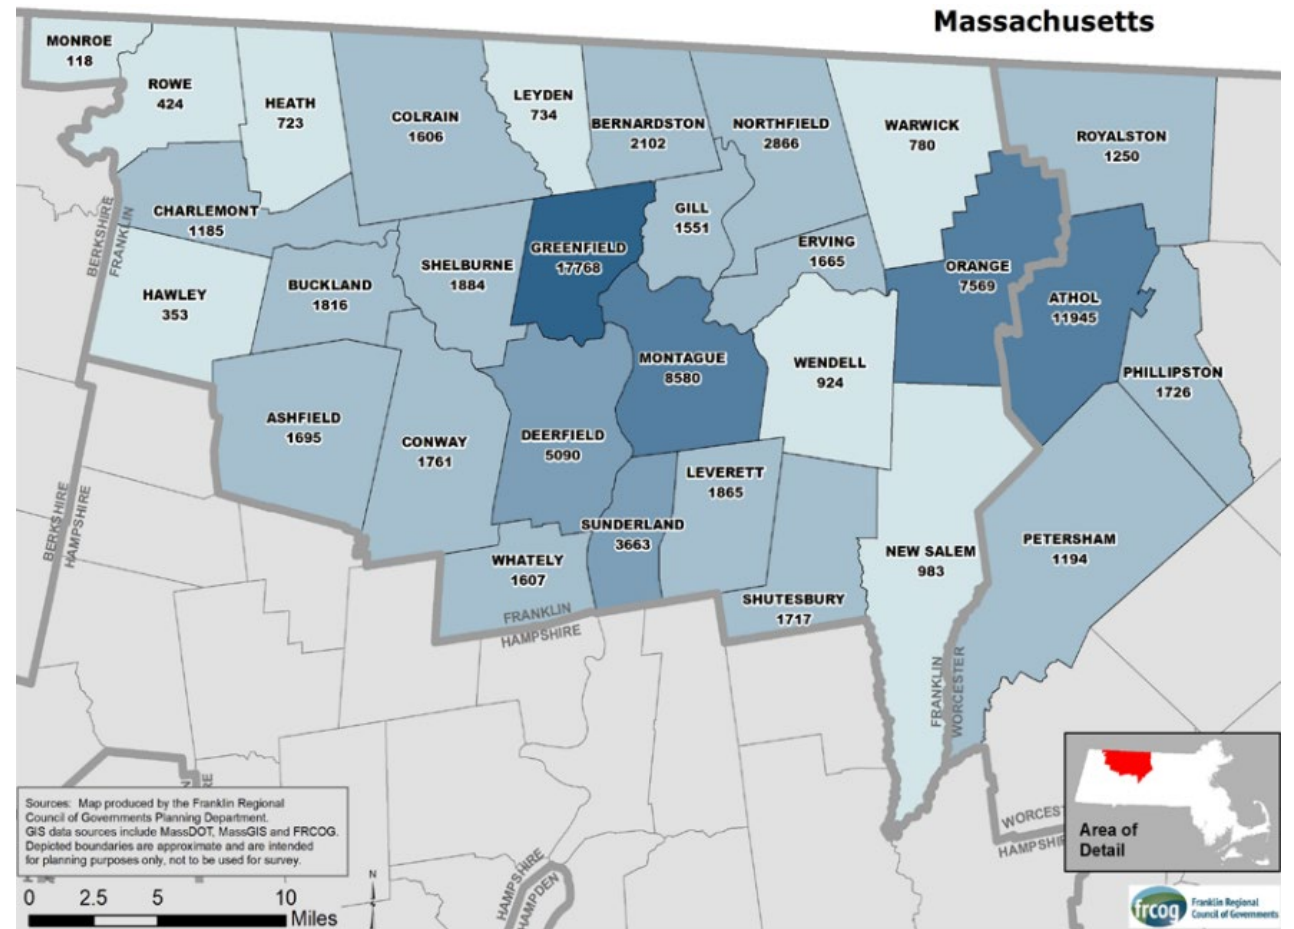 Massachusetts
MONROE
118
ROWE
424
HEATH
723
COLRAIN
1606
LEYDEN
734
BERNARDSTON
2102
NORTHFIELD
2866
WARWICK
780
ROYALSTON
1250
CHARLEMONT
1185
GILL
1551
BERKSHIRE
FRANKLIN
HAWLEY
353
BUCKLAND
1816
SHELBURNE
1884
GREENFIELD
17768
ERVING
1665
ORANGE
7569
ATHOL
11945
MONTAGUE
8580
WENDELL
924
PHILLIPSTON
1726
ASHFIELD
1695
CONWAY
1761
DEERFIELD
5090
LEVERETT
1865
BERKSHIRE
HAMPSHIRE
SUNDERLAND
3663
WHATELY
1607
NEW SALEM
983
PETERSHAM
1194
SHUTESBURY
1717
FRANKLIN
HAMPSHIRE
FRANKLIN
WORCESTER
Sources: Map produced by the Franklin Regional
Council of Governments Planning Department.
GIS data sources include MassDOT, MassGIS and FRCOG.
Depicted boundaries are approximate and are intended
for planning purposes only, not to be used for survey.
N
0 2.5 5 10
Miles
HAMPSHIRE
HAMPDEN
Area of
Detail
frcog
Franklin Regional
Council of Governments